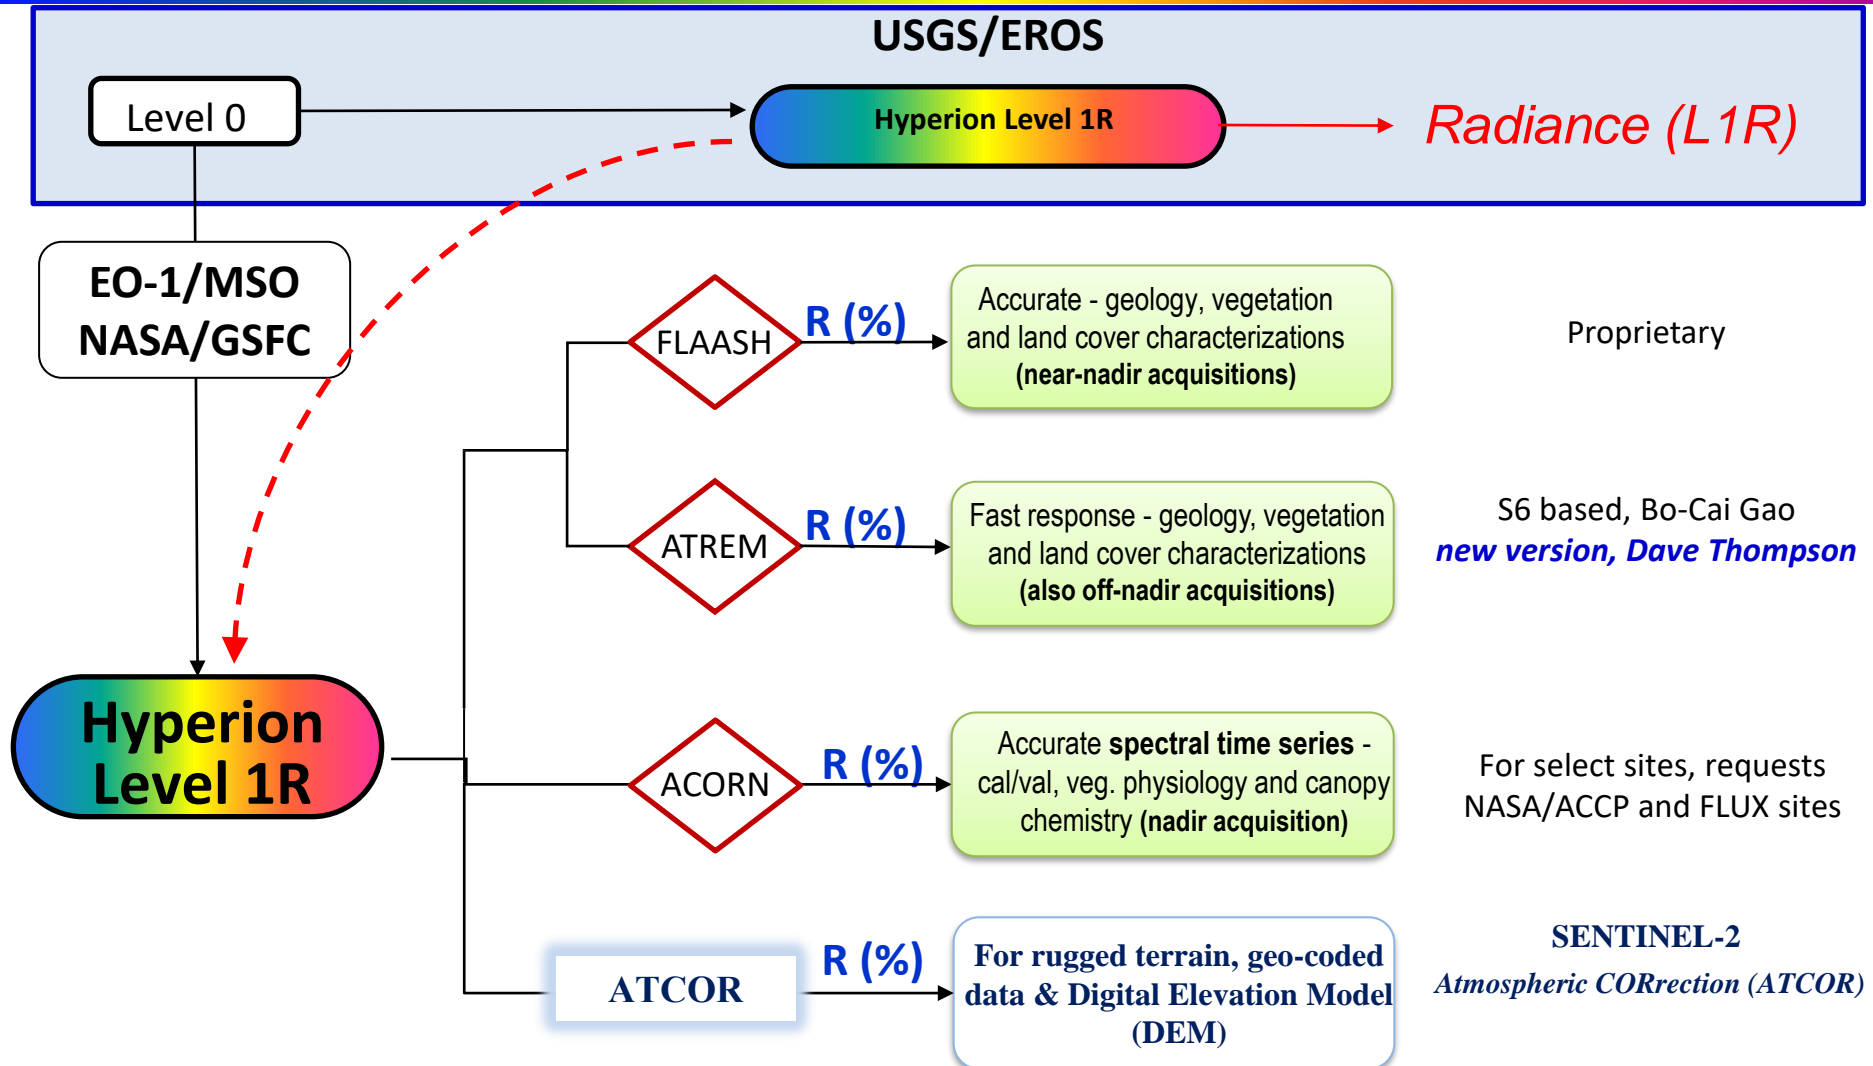 USGS/EROS
Level 0
Hyperion Level 1R
Radiance (L1R)
EO-1/MSO
NASA/GSFC
FLAASH
R (%)
Accurate - geology, vegetation
and land cover characterizations
(near-nadir acquisitions)
Proprietary
ATREM
R (%)
Fast response - geology, vegetation
and land cover characterizations
(also off-nadir acquisitions)
S6 based, Bo-Cai Gao
new version, Dave Thompson
Hyperion
Level 1R
ACORN
R (%)
Accurate spectral time series -
cal/val, veg. physiology and canopy
chemistry (nadir acquisition)
For select sites, requests
NASA/ACCP and FLUX sites
ATCOR
R (%)
For rugged terrain, geo-coded
data & Digital Elevation Model
(DEM)
SENTINEL-2
Atmospheric CORrection (ATCOR)